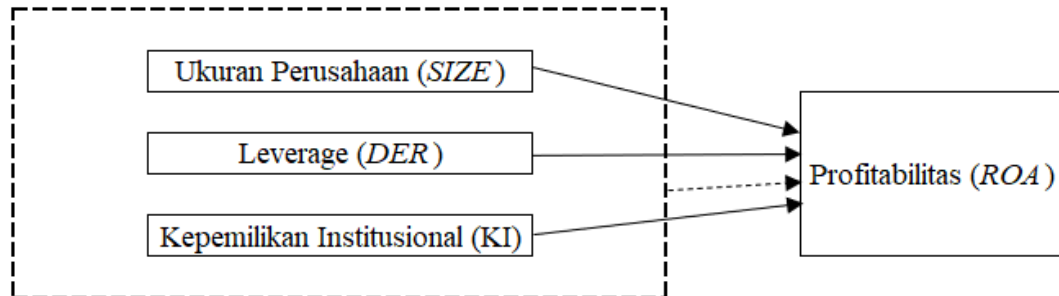 Ukuran Perusahaan (SIZE)
Leverage (DER)
Profitabilitas (ROA)
Kepemilikan Institusional (KI)